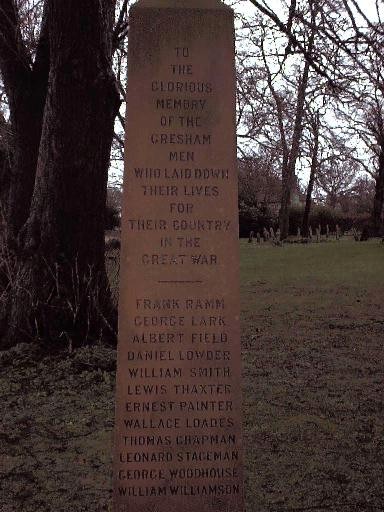 TO
THE
GLORIOUS
MEMORY
OF THE
GRESHAM
MEN
WHO LAID DOWN
THEIR LIVES
FOR
THEIR COUNTRY
IN THE
GREAT WAR
FRANK RAMM
GEORGE LARK
ALBERT FIELD
DANIEL LOWDER
WILLIAM SMITH
LEWIS THAXTER
ERNEST PAINTER
WALLACE LOADES
THOMAS CHAPMAN
LEONARD STAGEMAN
GEORGE WOODHOUSE
WILLIAM WILLIAMSON